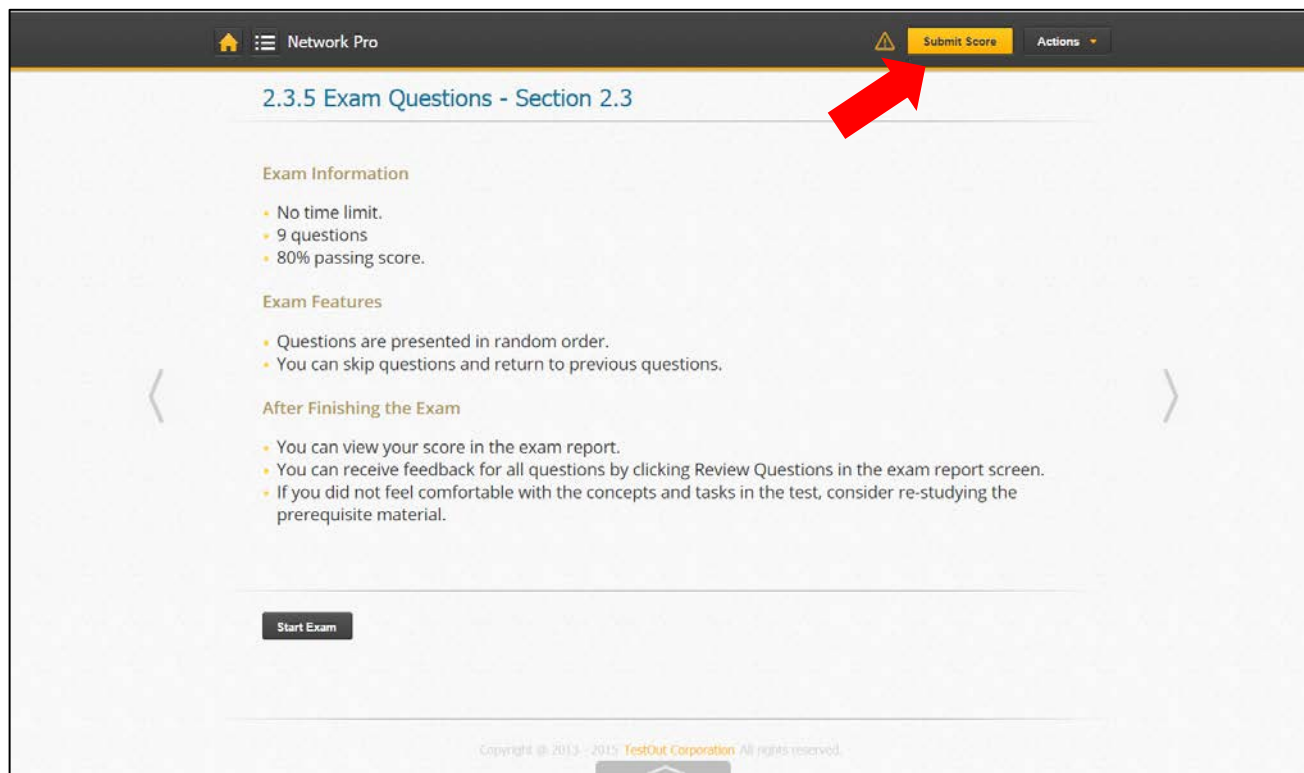 Network Pro
Submit Score
Actions
2.3.5 Exam Questions - Section 2.3
Exam Information
No time limit.
9 questions
80% passing score.
Exam Features
Questions are presented in random order.
You can skip questions and return to previous questions.
After Finishing the Exam
You can view your score in the exam report.
You can receive feedback for all questions by clicking Review Questions in the exam report screen.
If you did not feel comfortable with the concepts and tasks in the test, consider re-studying the
prerequisite material.
Start Exam
Copyright © 2013 - 2015 TestOut Corporation All rights reserved.